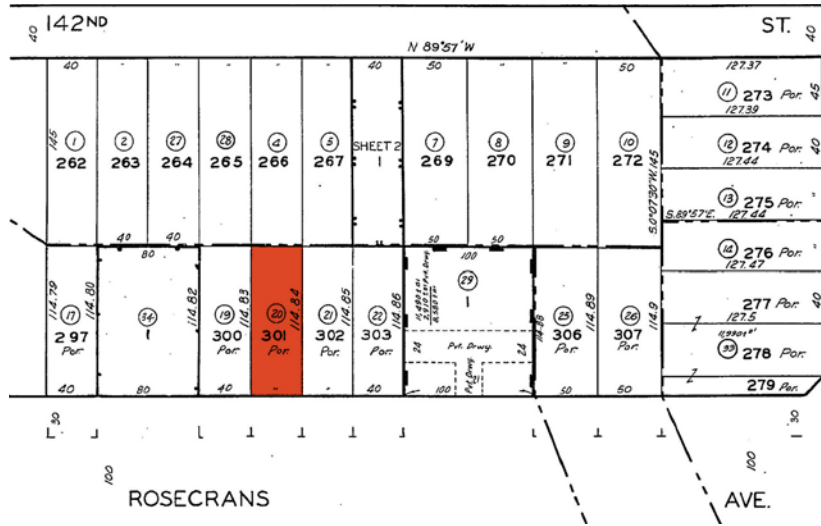 142ND ST.
40 40
N 89°57'W
40 " " " " " 40 50 " " 50 127.37
145 1 2 27 28 4 5 SHEET 2 7 8 9 10 S.0°07'30"W. 145
262 263 264 265 266 267 1 269 270 271 272
11 273 Por. 45
127.39
12 274 Por. 40
127.44
13 275 Por. "
S.89°57'E. 127.44
14 276 Por. "
127.47
277 Por. 40
127.5
33 278 Por.
279 Por.
40 40 50 50
80 100
114.79 114.80 114.82 114.83 114.84 114.85 114.86 114.88 114.89 114.9
17 34 19 20 21 22 29 25 26
297 1 300 301 302 303 1 306 307
Por. Por. Por. Por. Por. Por. Por.
24 Pvt. Drwy. 24
Pvt. Drwy.
40 80 40 " " 40 100 50 50
30 30
100 100
ROSECRANS AVE.